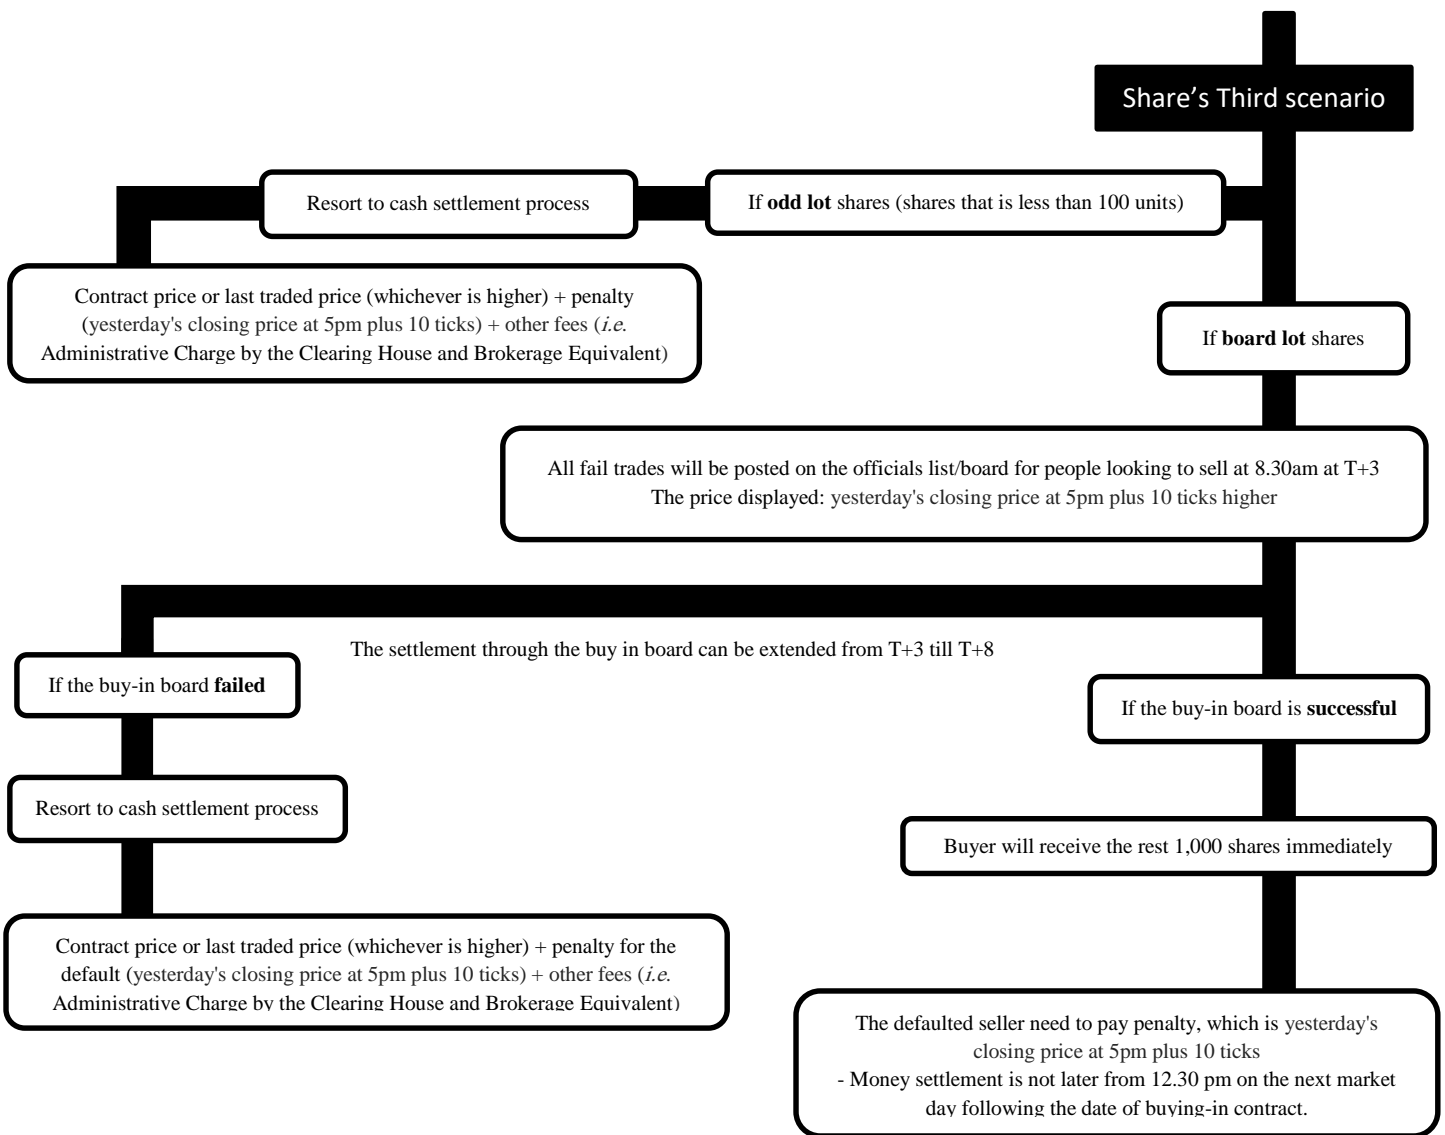 Share’s Third scenario
Resort to cash settlement process
If odd lot shares (shares that is less than 100 units)
Contract price or last traded price (whichever is higher) + penalty
(yesterday's closing price at 5pm plus 10 ticks) + other fees (i.e.
Administrative Charge by the Clearing House and Brokerage Equivalent)
If board lot shares
All fail trades will be posted on the officials list/board for people looking to sell at 8.30am at T+3
The price displayed: yesterday's closing price at 5pm plus 10 ticks higher
The settlement through the buy in board can be extended from T+3 till T+8
If the buy-in board failed
If the buy-in board is successful
Resort to cash settlement process
Buyer will receive the rest 1,000 shares immediately
Contract price or last traded price (whichever is higher) + penalty for the
default (yesterday's closing price at 5pm plus 10 ticks) + other fees (i.e.
Administrative Charge by the Clearing House and Brokerage Equivalent)
The defaulted seller need to pay penalty, which is yesterday's
closing price at 5pm plus 10 ticks
- Money settlement is not later from 12.30 pm on the next market
day following the date of buying-in contract.